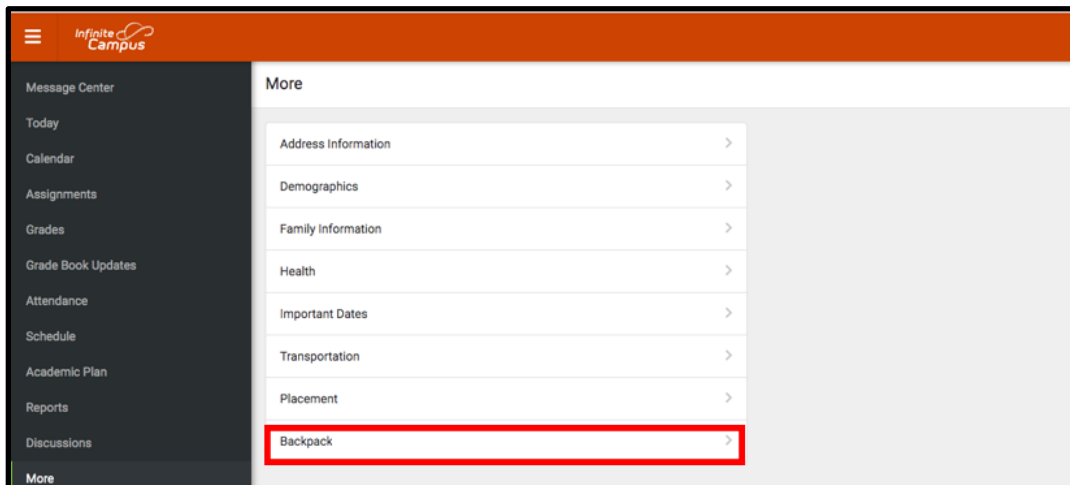 Infinite
Campus
Message Center
Today
Calendar
Assignments
Grades
Grade Book Updates
Attendance
Schedule
Academic Plan
Reports
Discussions
More
More
Address Information
Demographics
Family Information
Health
Important Dates
Transportation
Placement
Backpack